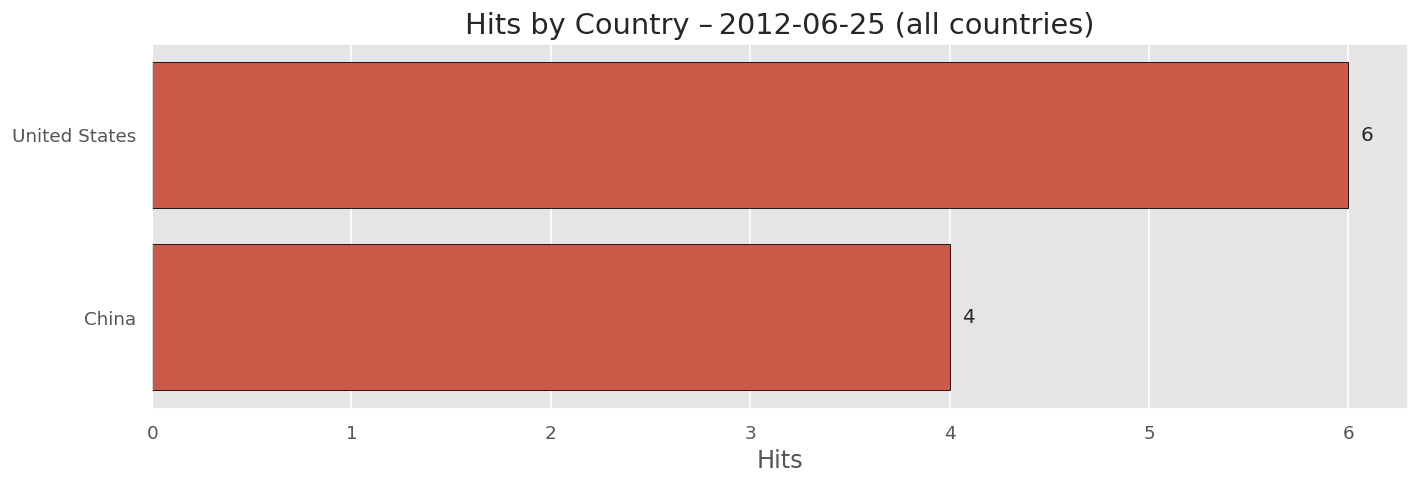 Hits by Country – 2012-06-25 (all countries)
United States
6
China
4
0 1 2 3 4 5 6
Hits